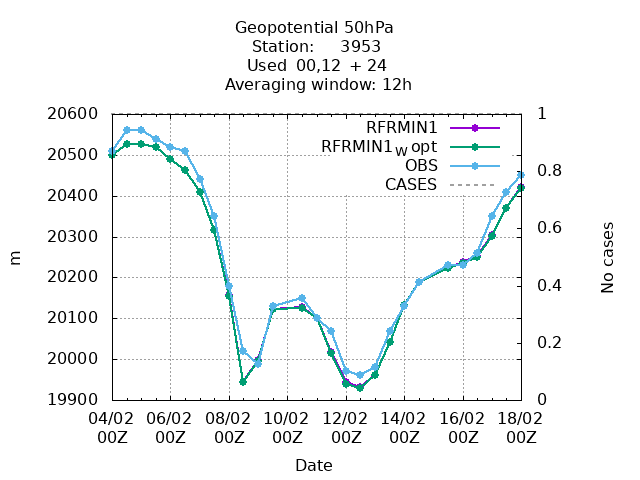 Geopotential 50hPa
Station: 3953
Used 00,12 + 24
Averaging window: 12h
20600
20500
20400
20300
20200
20100
20000
19900
m
RFRMIN1
RFRMIN1w opt
OBS
CASES
1
0.8
0.6
0.4
0.2
0
No cases
04/02 06/02 08/02 10/02 12/02 14/02 16/02 18/02
00Z 00Z 00Z 00Z 00Z 00Z 00Z 00Z
Date